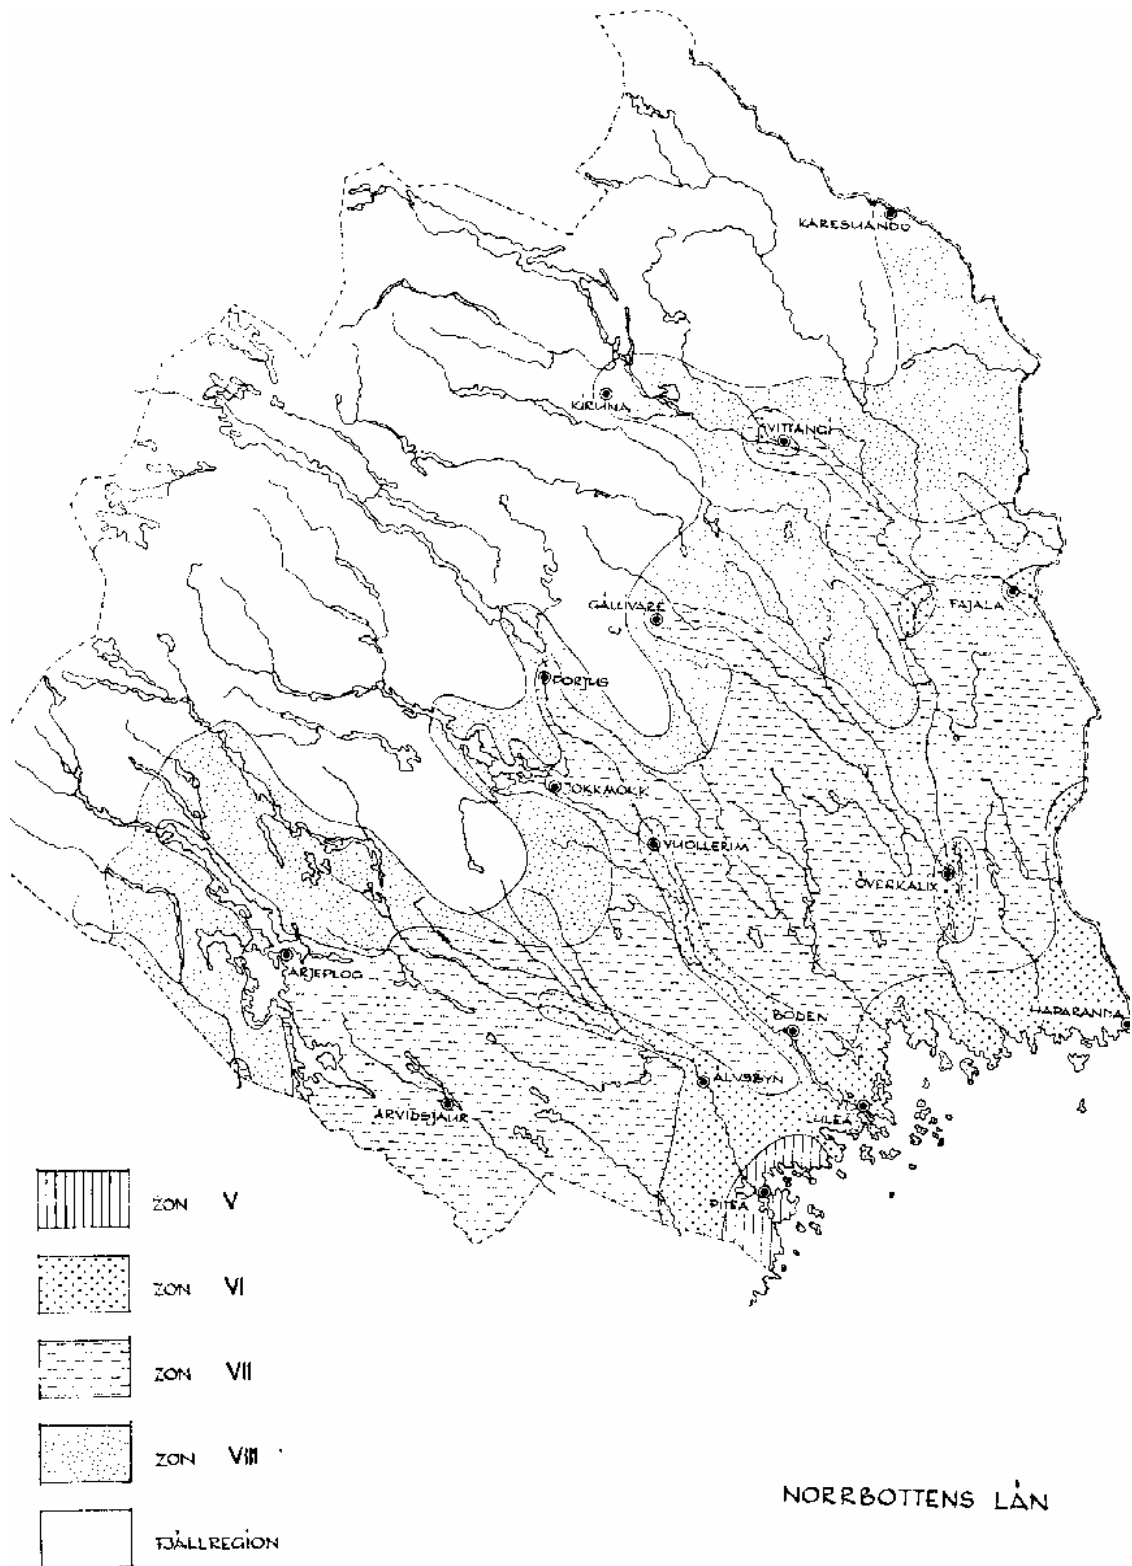 KARESUANDO
KIRUNA
VITTANGI
GÄLLIVARE
PAJALA
PORJUS
JOKKMOKK
VUOLLERIM
ÖVERKALIX
ARJEPLOG
HAPARANDA
BODEN
ÄLVSBYN
ARVIDSJAUR
LULEÅ
PITEÅ
ZON V
ZON VI
ZON VII
ZON VIII
FJÄLLREGION
NORRBOTTENS LÄN